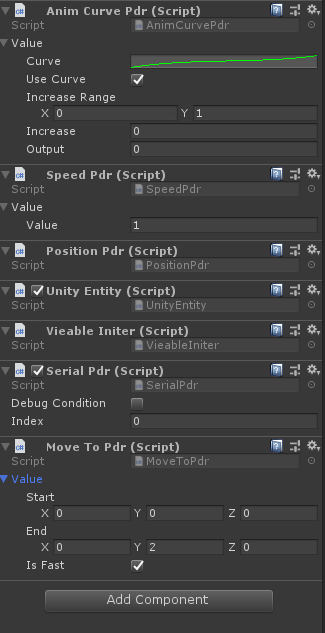 Anim Curve Pdr (Script)
Script AnimCurvePdr
Value
Curve
Use Curve
Increase Range
X 0 Y 1
Increase 0
Output 0
Speed Pdr (Script)
Script SpeedPdr
Value
Value 1
Position Pdr (Script)
Script PositionPdr
Unity Entity (Script)
Script UnityEntity
Vieable Initer (Script)
Script VieableIniter
Serial Pdr (Script)
Script SerialPdr
Debug Condition
Index 0
Move To Pdr (Script)
Script MoveToPdr
Value
Start
X 0 Y 0 Z 0
End
X 0 Y 2 Z 0
Is Fast
Add Component